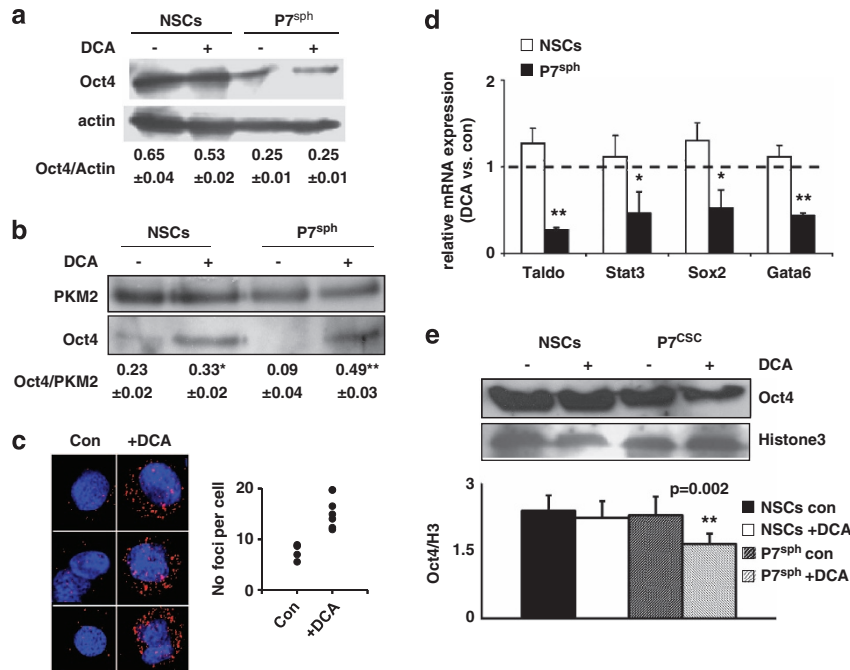 a
NSCs P7sph
DCA - + - +
Oct4
actin
Oct4/Actin
0.65 0.53 0.25 0.25
±0.04 ±0.02 ±0.01 ±0.01
b
NSCs P7sph
DCA - + - +
PKM2
Oct4
Oct4/PKM2
0.23 0.33* 0.09 0.49**
±0.02 ±0.02 ±0.04 ±0.03
c
Con +DCA
No foci per cell
20
10
0
Con +DCA
d
NSCs
P7sph
relative mRNA expression
(DCA vs. con)
2
1
0
** * * **
Taldo Stat3 Sox2 Gata6
e
NSCs P7CSC
- + - + DCA
Oct4
Histone3
Oct4/H3
3
1.5
0
p=0.002
**
NSCs con
NSCs +DCA
P7sph con
P7sph +DCA